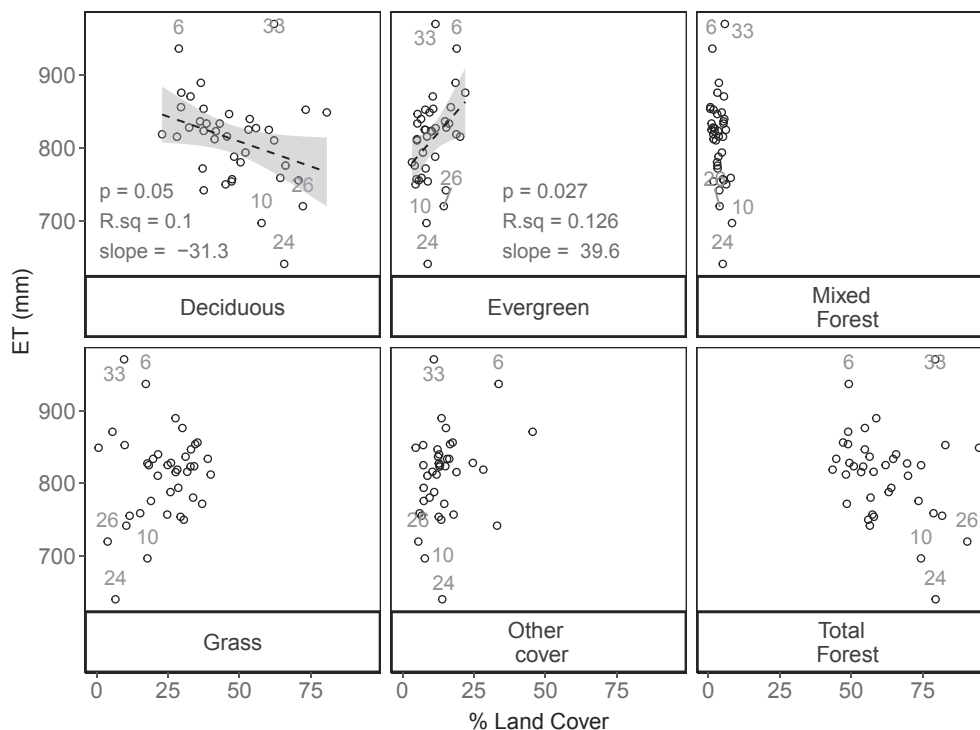 6
33
6
33
6
33
900
800
700
26
p = 0.05
R.sq = 0.1
slope = −31.3
10
24
26
p = 0.027
R.sq = 0.126
slope = 39.6
10
24
26
10
24
Deciduous
Evergreen
Mixed
Forest
ET (mm)
33
6
33
6
6
33
900
800
700
26
10
24
26
10
24
10
26
24
Grass
Other
cover
Total
Forest
0
25
50
75
0
25
50
75
0
25
50
75
% Land Cover